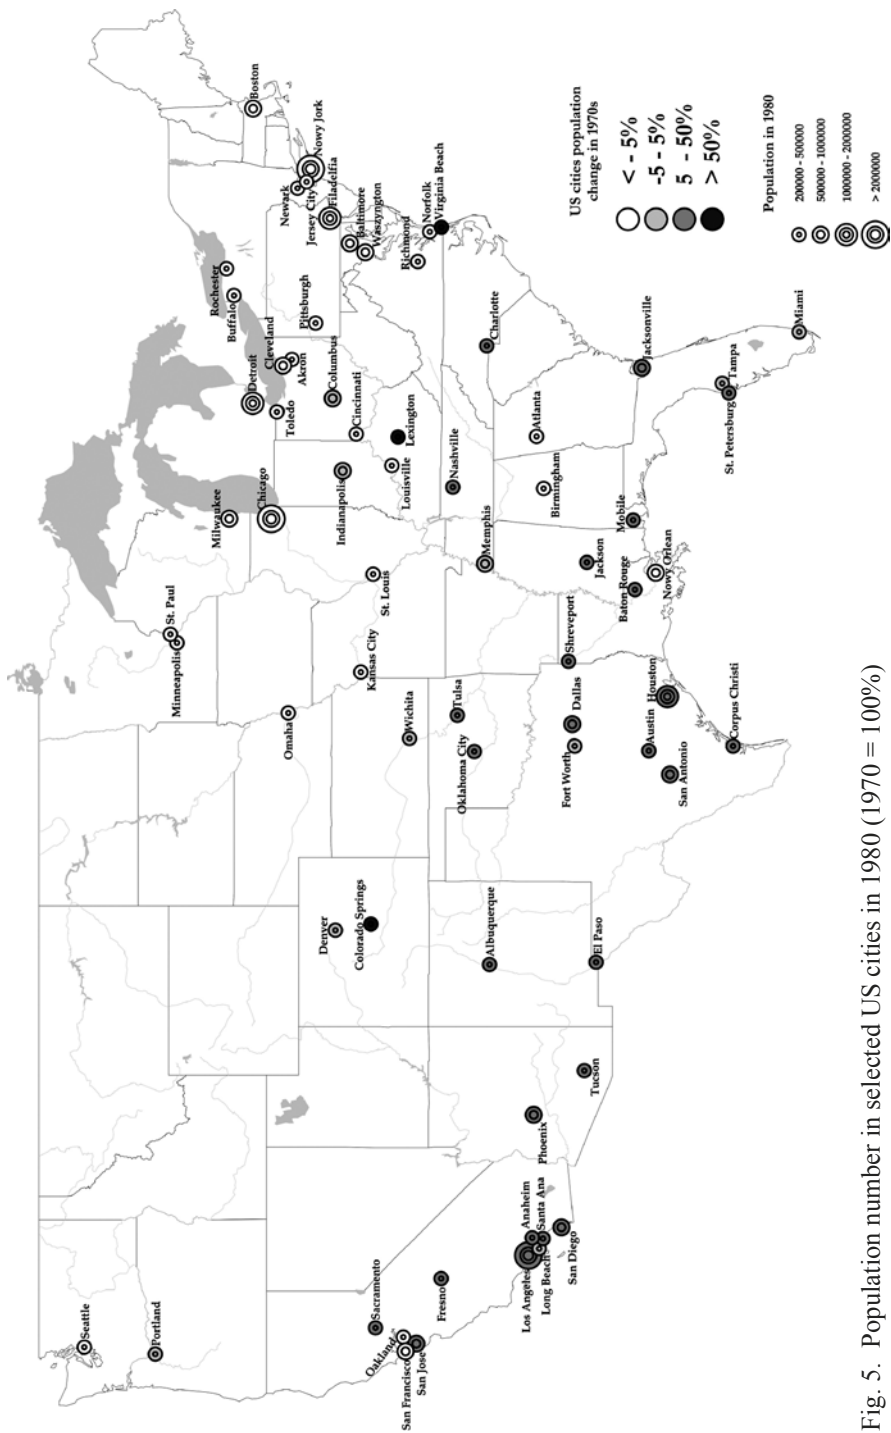 Seattle
Portland
Sacramento
Oakland
San Francisco
San Jose
Fresno
Los Angeles
Anaheim
Long Beach
Santa Ana
San Diego
Phoenix
Tucson
Denver
Colorado Springs
Albuquerque
El Paso
Omaha
Wichita
Kansas City
Oklahoma City
Tulsa
Fort Worth
Dallas
Shreveport
Austin
San Antonio
Houston
Corpus Christi
Minneapolis
St. Paul
Milwaukee
Chicago
St. Louis
Indianapolis
Louisville
Lexington
Nashville
Memphis
Jackson
Birmingham
Atlanta
Mobile
Baton Rouge
Nowy Orlean
Detroit
Toledo
Cleveland
Akron
Columbus
Cincinnati
Pittsburgh
Buffalo
Rochester
Boston
Nowy Jork
Newark
Jersey City
Filadelfia
Baltimore
Waszyngton
Richmond
Norfolk
Virginia Beach
Charlotte
Jacksonville
Tampa
St. Petersburg
Miami
US cities population
change in 1970s
< - 5%
-5 - 5%
5 - 50%
> 50%
Population in 1980
200000 - 500000
500000 - 1000000
1000000 - 2000000
> 2000000
Fig. 5. Population number in selected US cities in 1980 (1970 = 100%)